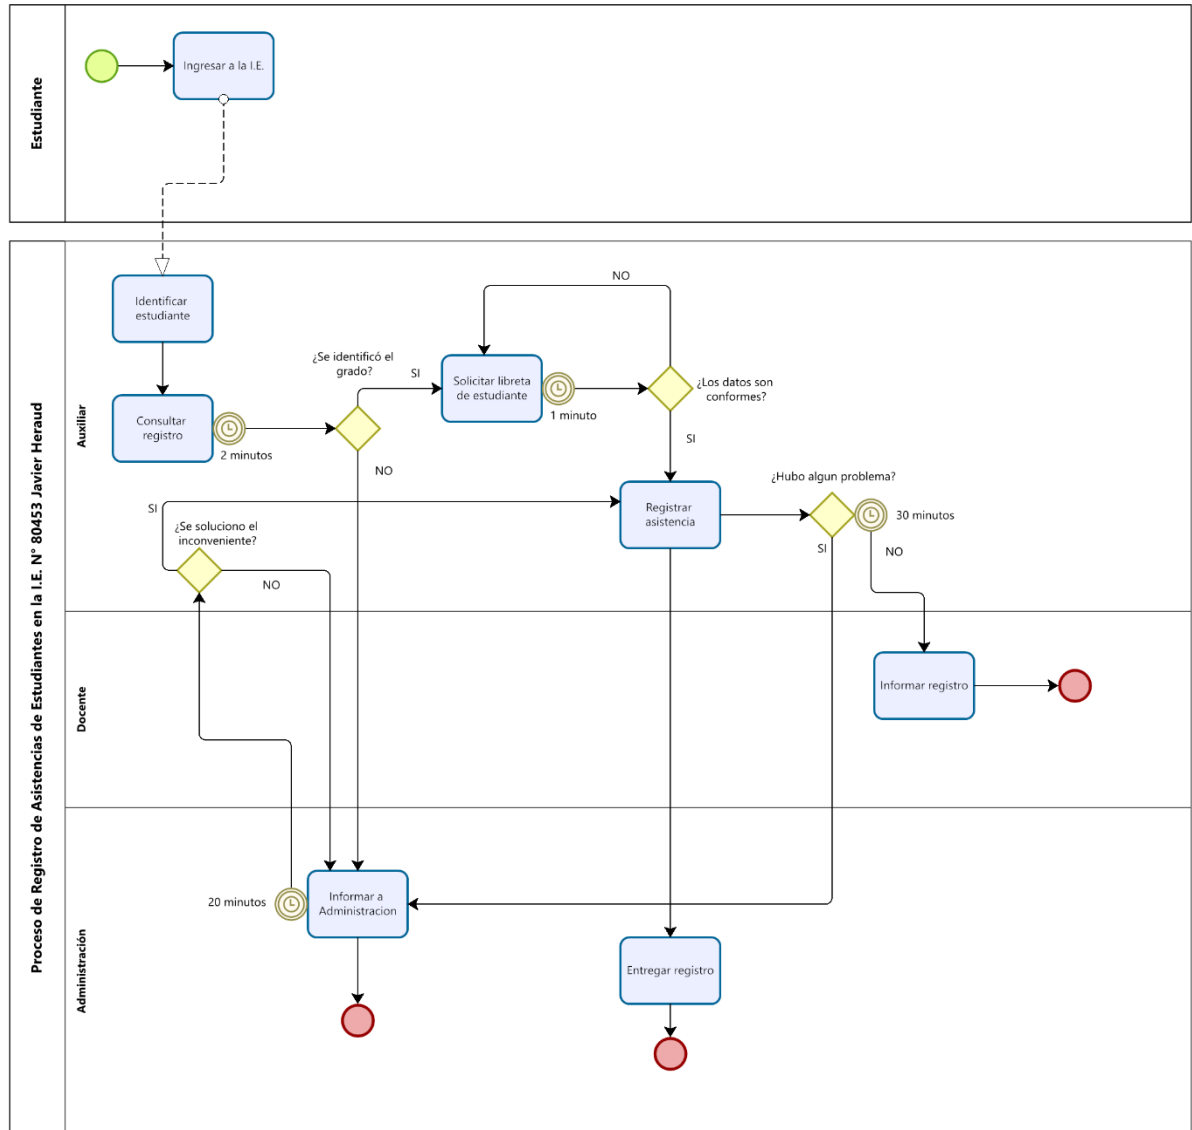 Estudiante
Ingresar a la I.E.
Proceso de Registro de Asistencias de Estudiantes en la I.E. N° 80453 Javier Heraud
Auxiliar
Identificar
estudiante
Consultar
registro
2 minutos
¿Se identificó el
grado?
SI
NO
Solicitar libreta
de estudiante
1 minuto
NO
¿Los datos son
conformes?
SI
Registrar
asistencia
¿Hubo algun problema?
30 minutos
SI
NO
SI
¿Se soluciono el
inconveniente?
NO
Docente
Informar registro
Administración
20 minutos
Informar a
Administracion
Entregar registro